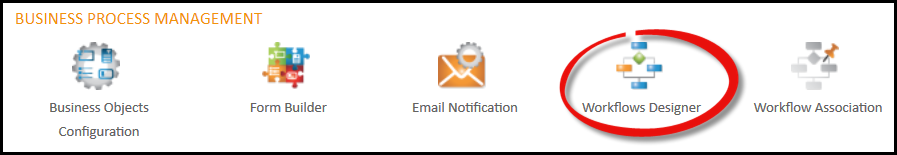 BUSINESS PROCESS MANAGEMENT
Business Objects
Configuration
Form Builder
Email Notification
Workflows Designer
Workflow Association